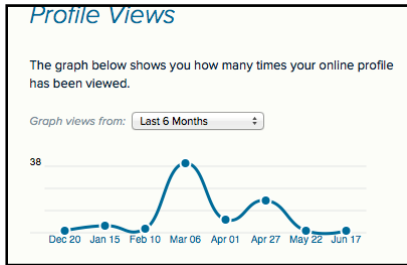 Profile Views
The graph below shows you how many times your online profile
has been viewed.
Graph views from: Last 6 Months
38
Dec 20 Jan 15 Feb 10 Mar 06 Apr 01 Apr 27 May 22 Jun 17